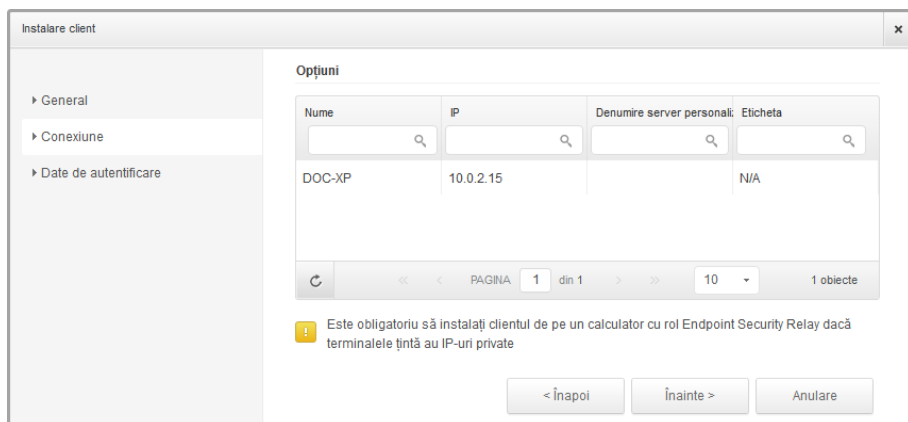 Instalare client
General
Conexiune
Date de autentificare
Opțiuni
Nume IP Denumire server personali: Eticheta
DOC-XP 10.0.2.15 N/A
PAGINA 1 din 1 10 1 obiecte
Este obligatoriu să instalați clientul de pe un calculator cu rol Endpoint Security Relay dacă
terminalele țintă au IP-uri private
< Înapoi Înainte > Anulare